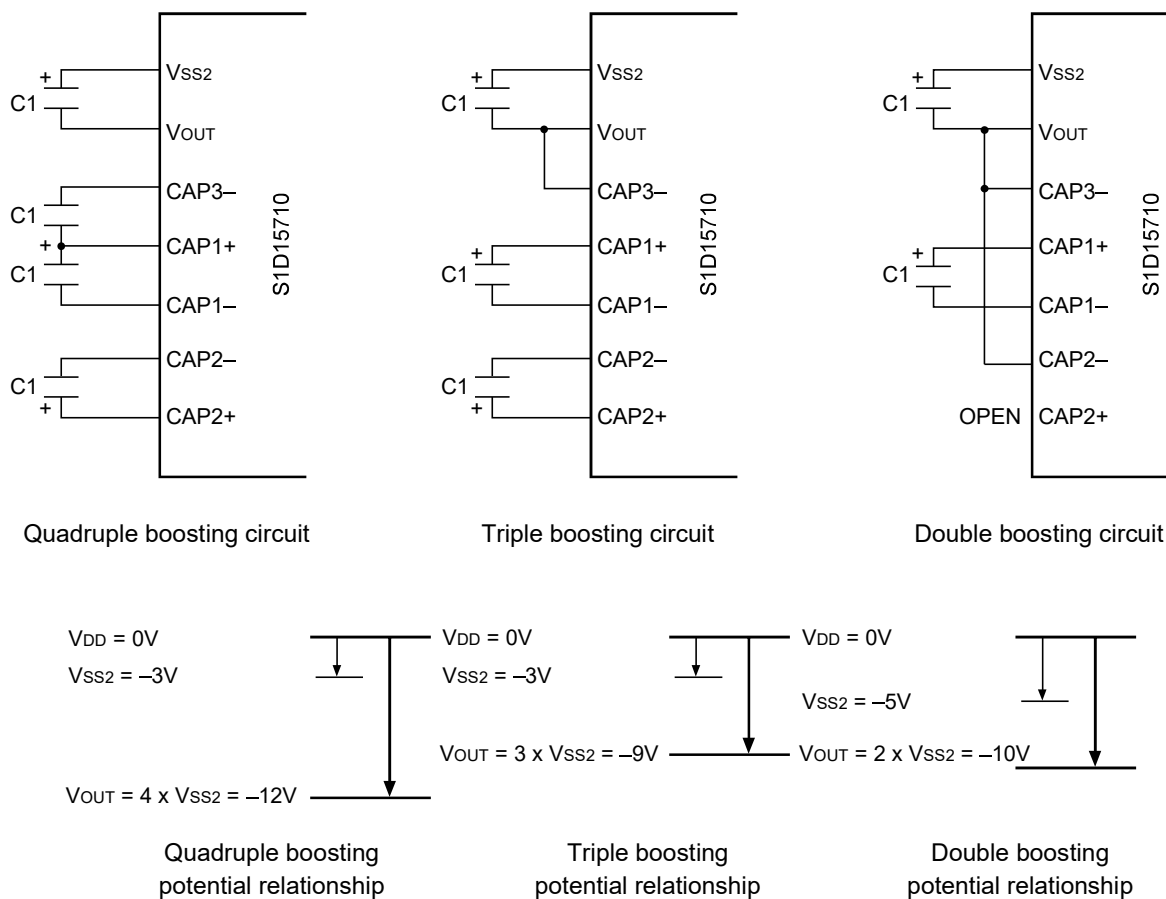 +
VSS2
C1
VOUT
CAP3–
C1
+
CAP1+
C1
CAP1–
CAP2–
C1
+
CAP2+
S1D15710
Quadruple boosting circuit
+
VSS2
C1
VOUT
CAP3–
+
CAP1+
C1
CAP1–
CAP2–
C1
+
CAP2+
S1D15710
Triple boosting circuit
+
VSS2
C1
VOUT
CAP3–
+
CAP1+
C1
CAP1–
CAP2–
OPEN
CAP2+
S1D15710
Double boosting circuit
VDD = 0V
VSS2 = –3V
VOUT = 4 x VSS2 = –12V
Quadruple boosting
potential relationship
VDD = 0V
VSS2 = –3V
VOUT = 3 x VSS2 = –9V
Triple boosting
potential relationship
VDD = 0V
VSS2 = –5V
VOUT = 2 x VSS2 = –10V
Double boosting
potential relationship